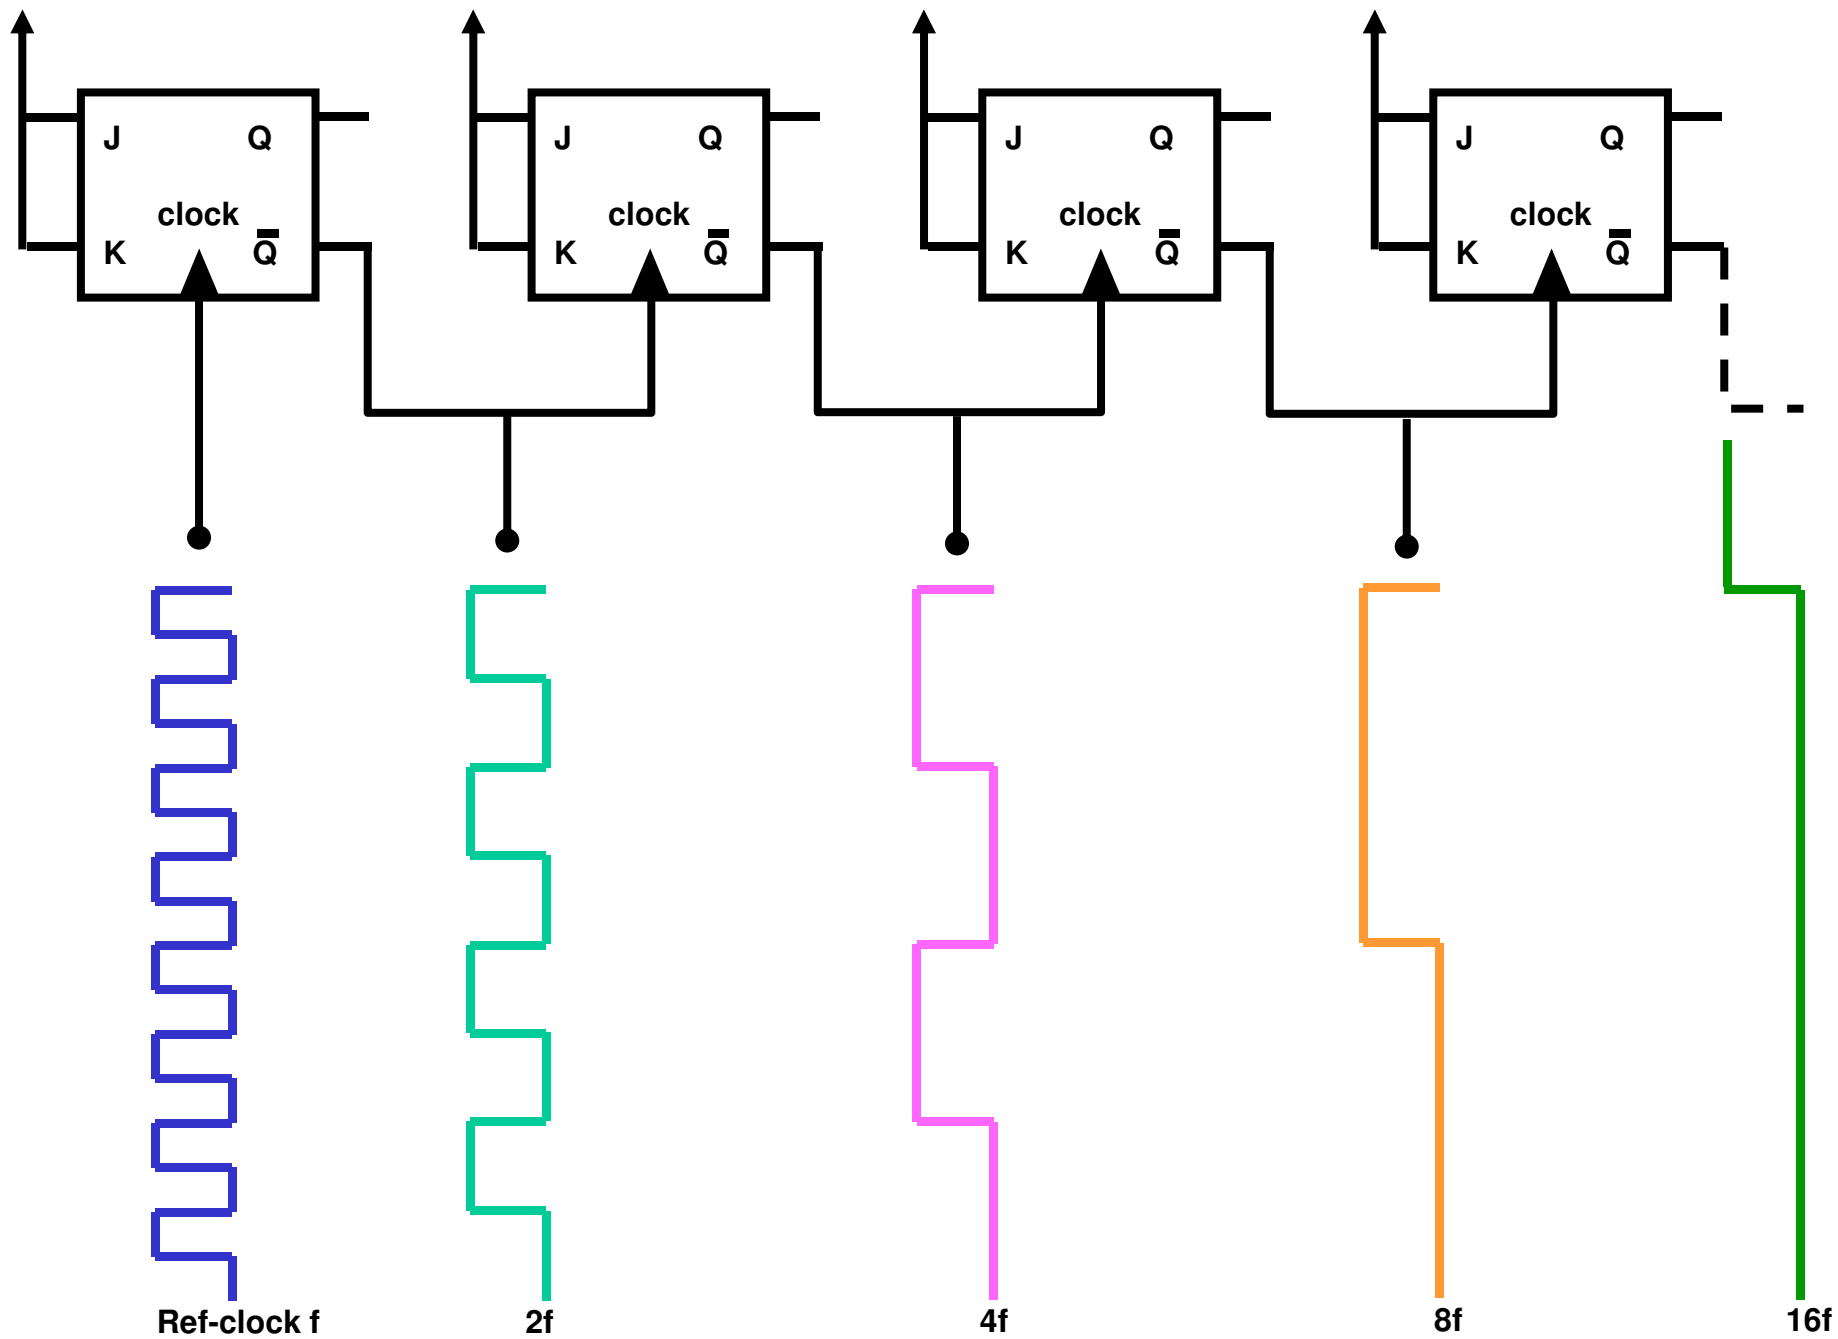 J Q J Q J Q J Q
clock clock clock clock
K Q̅ K Q̅ K Q̅ K Q̅
Ref-clock f 2f 4f 8f 16f